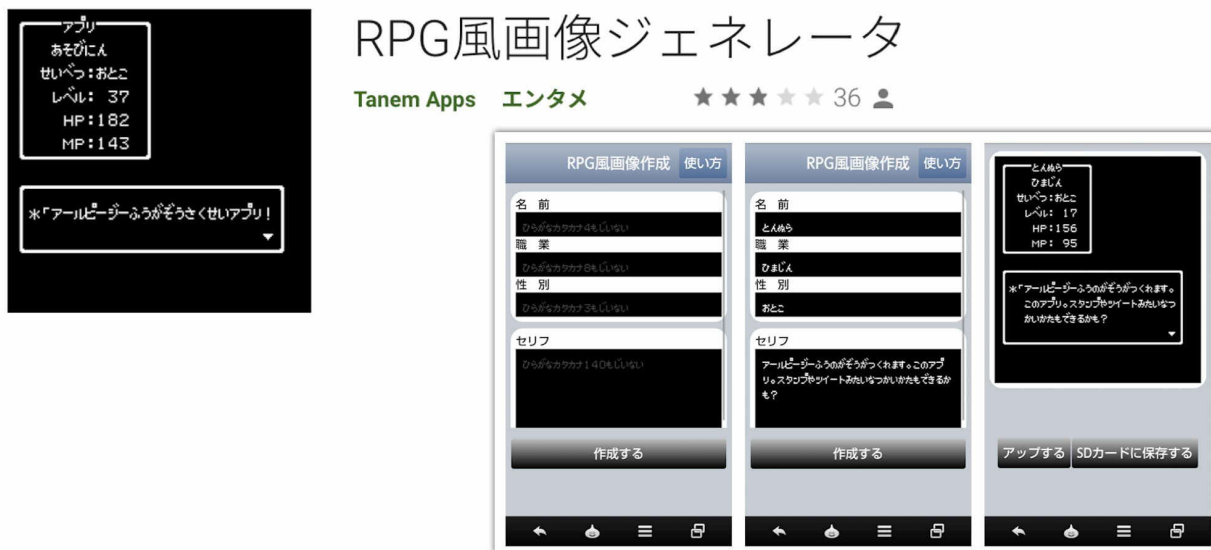 アプリ
あそびにん
せいべつ:おとこ
レベル: 37
HP:182
MP:143
*「アールピージーふうがぞうさくせいアプリ!
RPG風画像ジェネレータ
Tanem Apps エンタメ 36
RPG風画像作成 使い方
名 前
ひらがなカタカナ4もじいない
職 業
ひらがなカタカナ8もじいない
性 別
ひらがなカタカナ3もじいない
セリフ
ひらがなカタカナ140もじいない
作成する
RPG風画像作成 使い方
名 前
とんぬら
職 業
ひまじん
性 別
おとこ
セリフ
アールピージーふうのがぞうがつくれます。このアプ
リ。スタンプやツイートみたいなつかいかたもできるか
も?
作成する
とんぬら
ひまじん
せいべつ:おとこ
レベル: 17
HP:156
MP: 95
*「アールピージーふうのがぞうがつくれます。
このアプリ。スタンプやツイートみたいなつ
かいかたもできるかも?
アップする SDカードに保存する